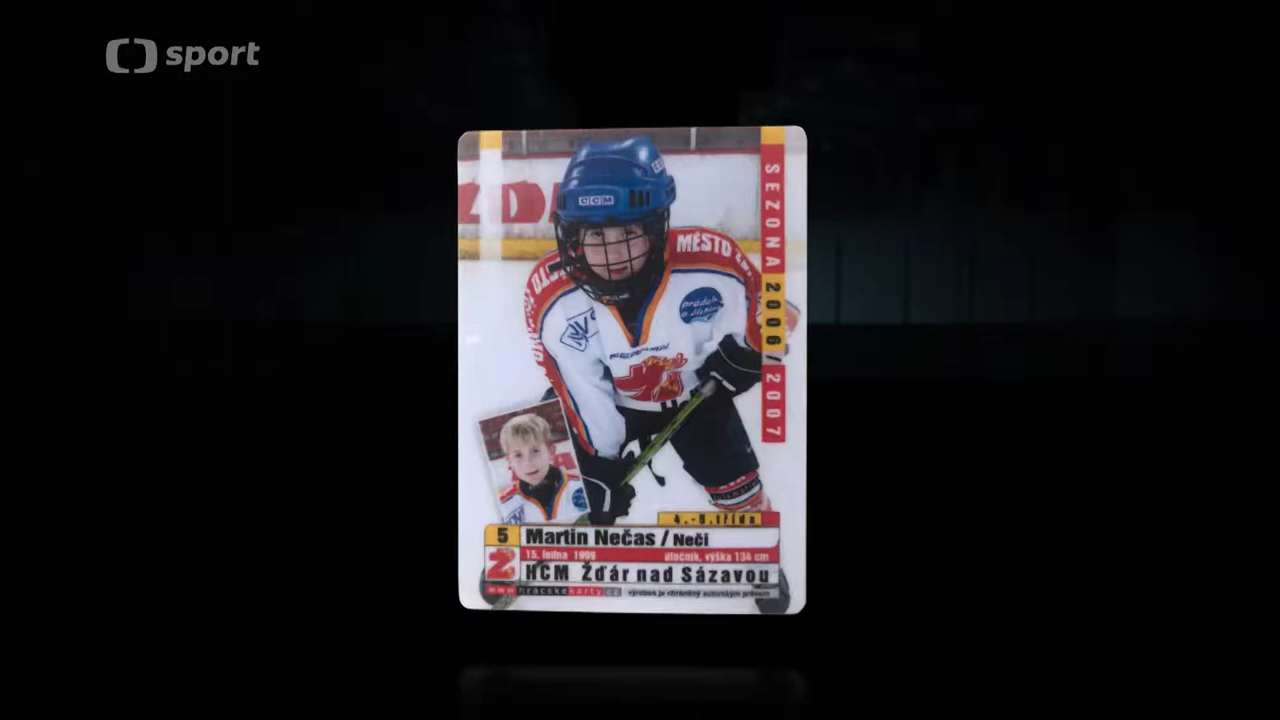 sport
SEZONA 2006/2007
CCM
MĚSTO
4.-5.třída
5
Martin Nečas / Neči
15. ledna 1999 útočník, výška 134 cm
Ž
HCM Žďár nad Sázavou
www.hracskekarty.cz výrobek je chráněný autorským právem